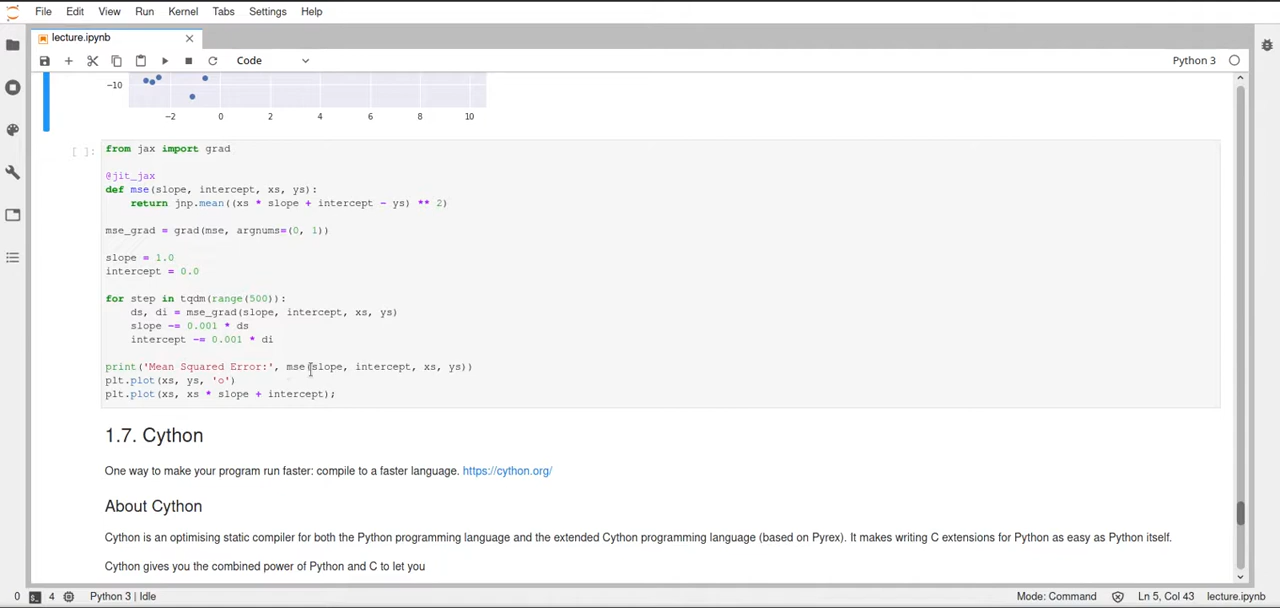 File Edit View Run Kernel Tabs Settings Help
lecture.ipynb
Code Python 3
−10
−2 0 2 4 6 8 10
[ ]:
from jax import grad
@jit_jax
def mse(slope, intercept, xs, ys):
return jnp.mean((xs * slope + intercept - ys) ** 2)
mse_grad = grad(mse, argnums=(0, 1))
slope = 1.0
intercept = 0.0
for step in tqdm(range(500)):
ds, di = mse_grad(slope, intercept, xs, ys)
slope -= 0.001 * ds
intercept -= 0.001 * di
print('Mean Squared Error:', mse(slope, intercept, xs, ys))
plt.plot(xs, ys, 'o')
plt.plot(xs, xs * slope + intercept);
1.7. Cython
One way to make your program run faster: compile to a faster language. https://cython.org/
About Cython
Cython is an optimising static compiler for both the Python programming language and the extended Cython programming language (based on Pyrex). It makes writing C extensions for Python as easy as Python itself.
Cython gives you the combined power of Python and C to let you
0 4 Python 3 | Idle Mode: Command Ln 5, Col 43 lecture.ipynb